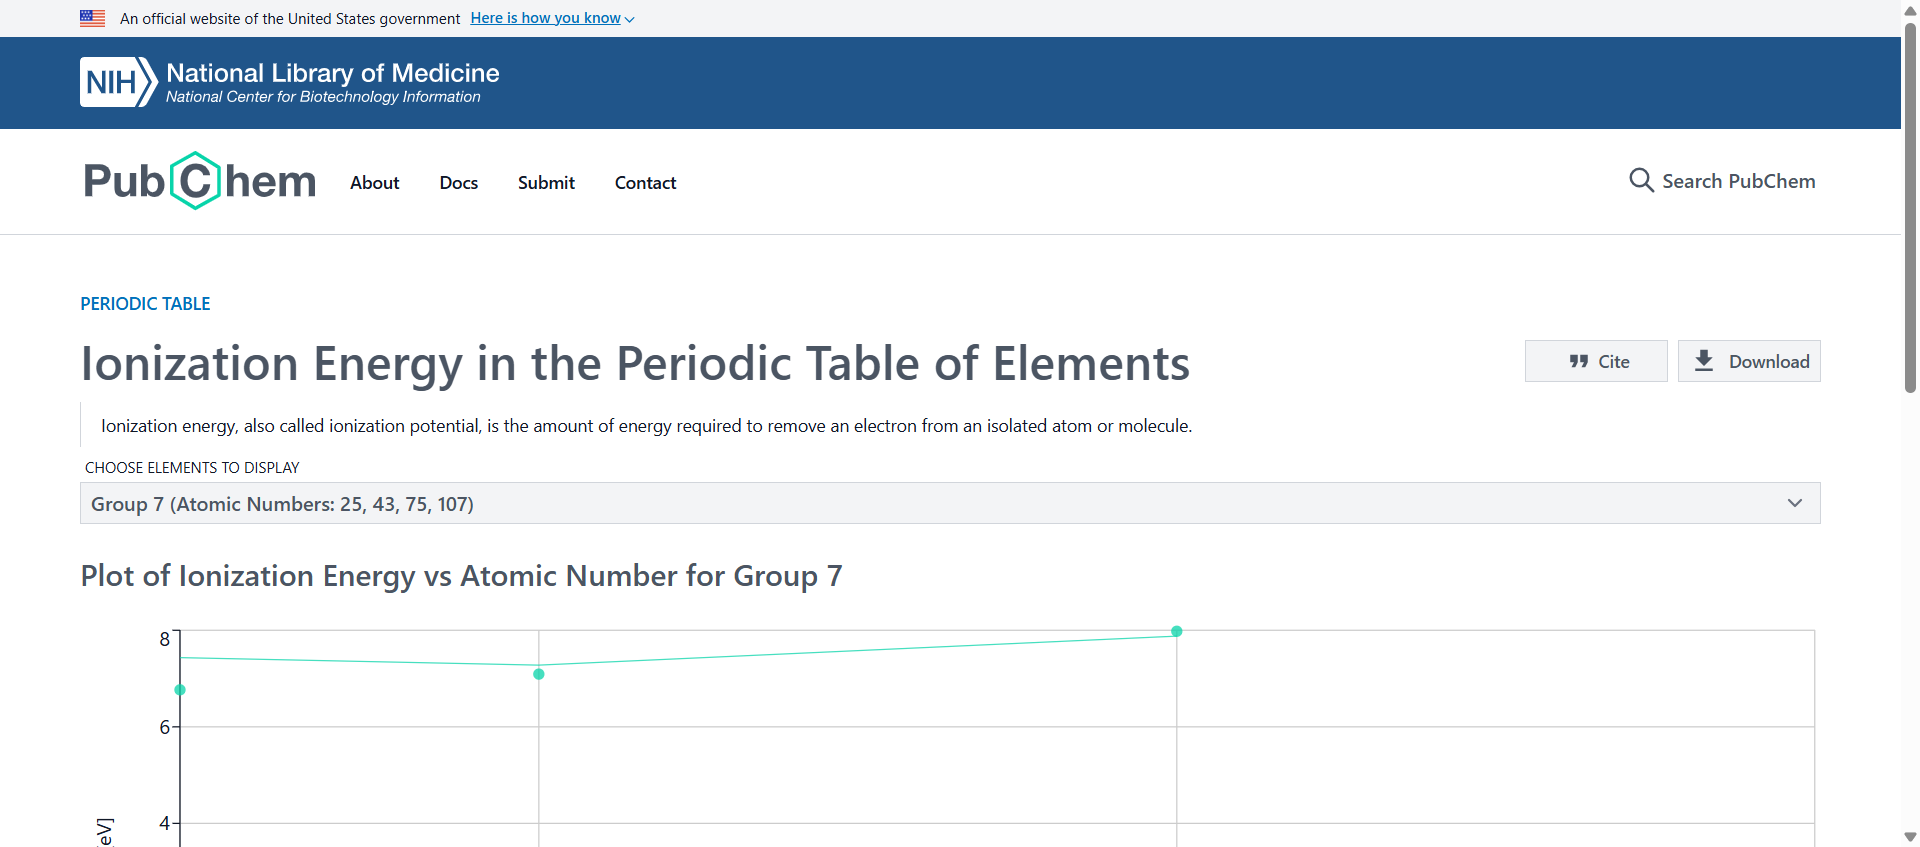 An official website of the United States government Here is how you know
NIH National Library of Medicine
National Center for Biotechnology Information
PubChem About Docs Submit Contact Search PubChem
PERIODIC TABLE
Ionization Energy in the Periodic Table of Elements
Cite Download
Ionization energy, also called ionization potential, is the amount of energy required to remove an electron from an isolated atom or molecule.
CHOOSE ELEMENTS TO DISPLAY
Group 7 (Atomic Numbers: 25, 43, 75, 107)
Plot of Ionization Energy vs Atomic Number for Group 7
8
6
4
eV]